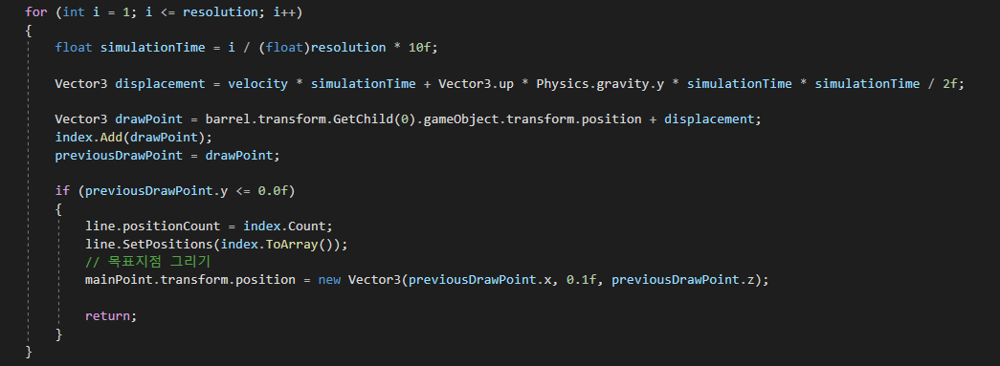 for (int i = 1; i <= resolution; i++)
{
float simulationTime = i / (float)resolution * 10f;
Vector3 displacement = velocity * simulationTime + Vector3.up * Physics.gravity.y * simulationTime * simulationTime / 2f;
Vector3 drawPoint = barrel.transform.GetChild(0).gameObject.transform.position + displacement;
index.Add(drawPoint);
previousDrawPoint = drawPoint;
if (previousDrawPoint.y <= 0.0f)
{
line.positionCount = index.Count;
line.SetPositions(index.ToArray());
// 목표지점 그리기
mainPoint.transform.position = new Vector3(previousDrawPoint.x, 0.1f, previousDrawPoint.z);
return;
}
}